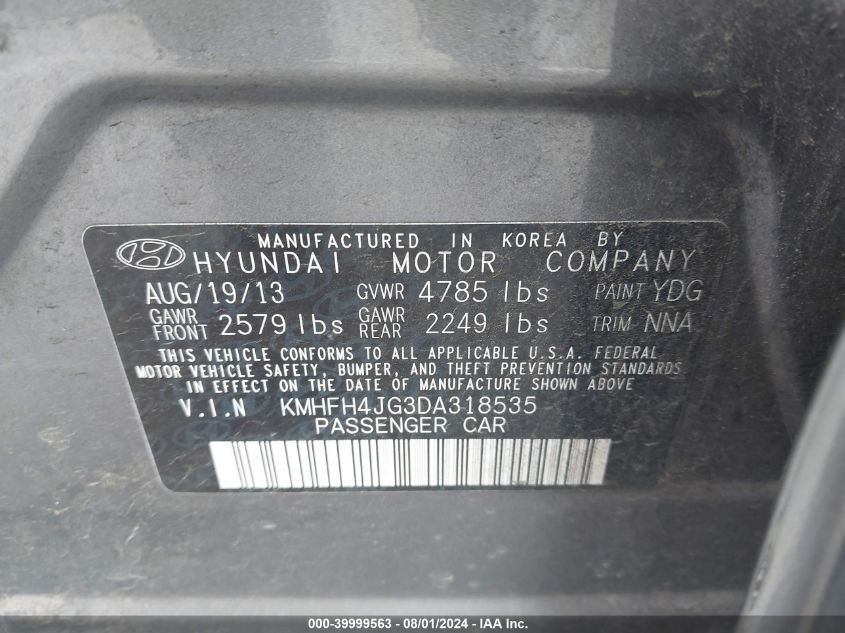 MANUFACTURED IN KOREA BY
HYUNDAI MOTOR COMPANY
AUG/19/13 GVWR 4785 lbs PAINT YDG
GAWR FRONT 2579 lbs GAWR REAR 2249 lbs TRIM NNA
THIS VEHICLE CONFORMS TO ALL APPLICABLE U.S.A. FEDERAL
MOTOR VEHICLE SAFETY, BUMPER, AND THEFT PREVENTION STANDARDS
IN EFFECT ON THE DATE OF MANUFACTURE SHOWN ABOVE
V.I.N KMHFH4JG3DA318535
PASSENGER CAR
000-39999563 - 08/01/2024 - IAA Inc.